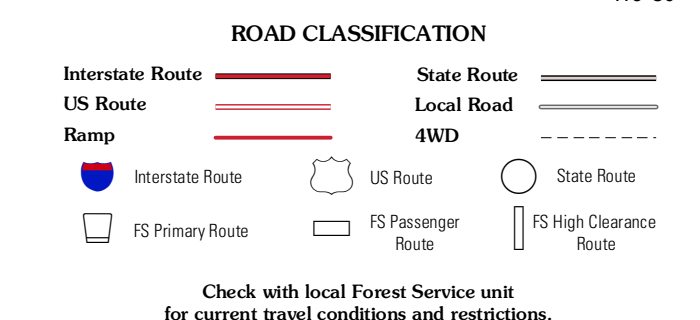 ROAD CLASSIFICATION
Interstate Route
State Route
US Route
Local Road
Ramp
4WD
Interstate Route
US Route
State Route
FS Primary Route
FS Passenger
Route
FS High Clearance
Route
Check with local Forest Service unit
for current travel conditions and restrictions.